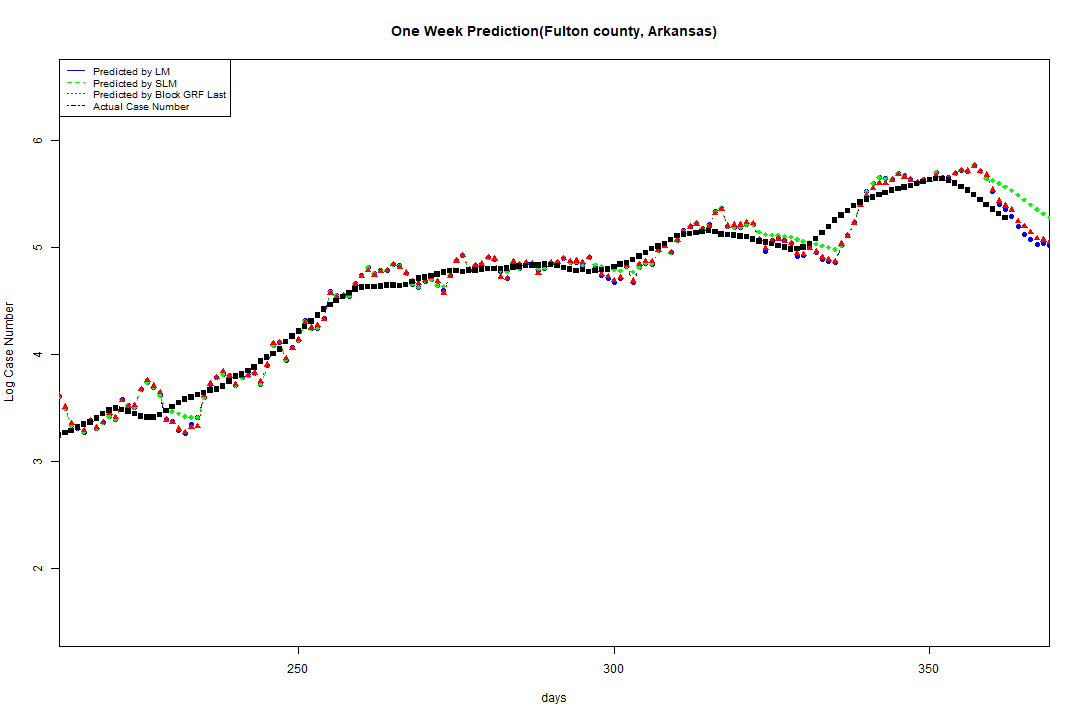 One Week Prediction(Fulton county, Arkansas)
Predicted by LM
Predicted by SLM
Predicted by Block GRF Last
Actual Case Number
6
5
4
3
2
Log Case Number
250 300 350
days